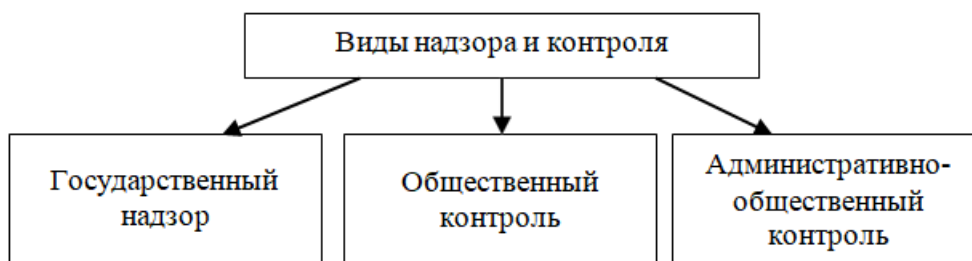 Виды надзора и контроля
Государственный
надзор
Общественный
контроль
Административно-
общественный
контроль